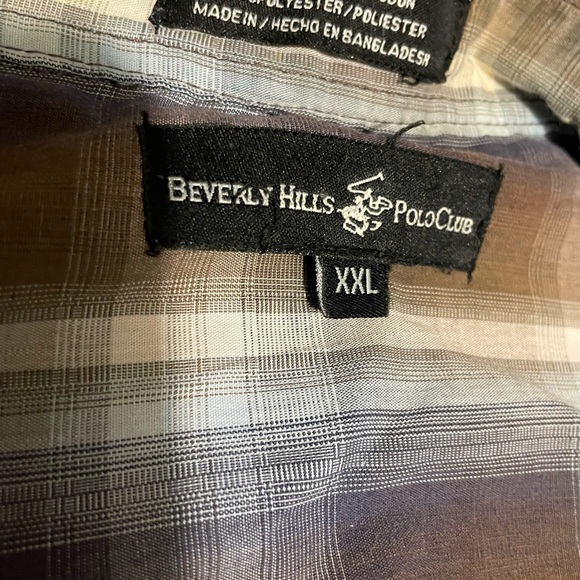 POLYESTER/POLIESTER
MADE IN/HECHO EN BANGLADESH
BEVERLY HILLS POLO CLUB
XXL